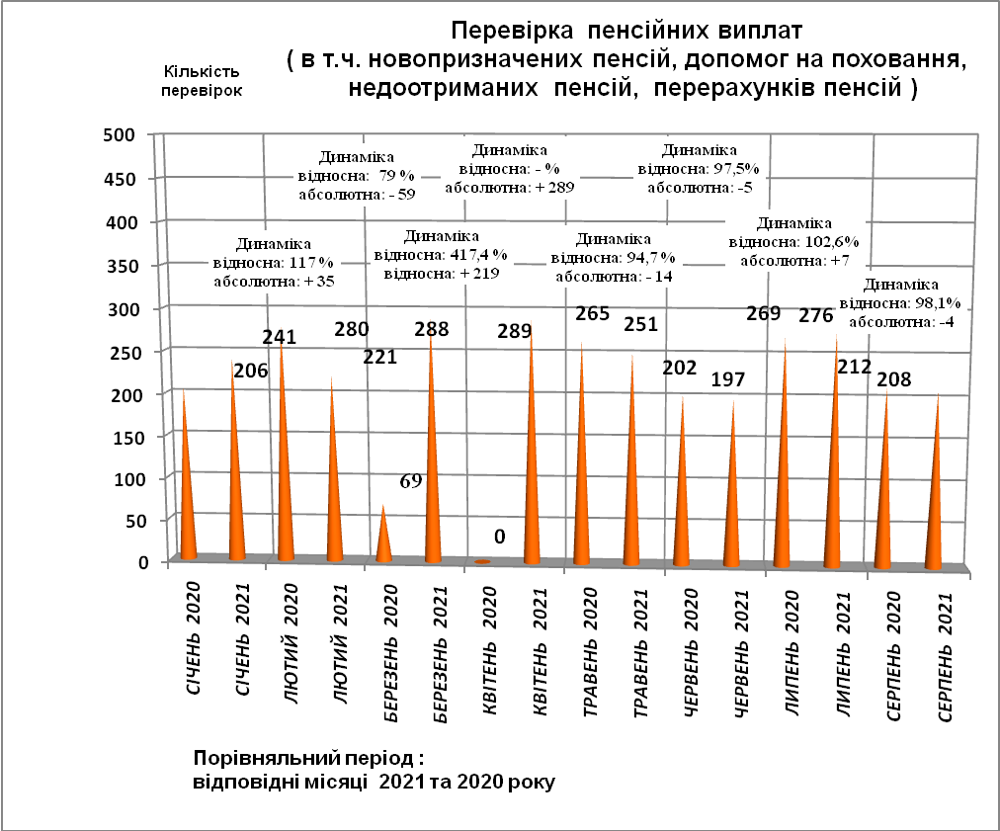 Перевірка пенсійних виплат
( в т.ч. новопризначених пенсій, допомог на поховання,
недоотриманих пенсій, перерахунків пенсій )
Кількість
перевірок
500
450
400
350
300
250
200
150
100
50
0
Динаміка
відносна: 117%
абсолютна: + 35
Динаміка
відносна: 79 %
абсолютна: - 59
Динаміка
відносна: 417,4 %
відносна: + 219
Динаміка
відносна: - %
абсолютна: + 289
Динаміка
відносна: 94,7%
абсолютна: - 14
Динаміка
відносна: 97,5%
абсолютна: -5
Динаміка
відносна: 102,6%
абсолютна: +7
Динаміка
відносна: 98,1%
абсолютна: -4
206
241
280
221
69
288
0
289
265
251
202
197
269
276
212
208
СІЧЕНЬ 2020
СІЧЕНЬ 2021
ЛЮТИЙ 2020
ЛЮТИЙ 2021
БЕРЕЗЕНЬ 2020
БЕРЕЗЕНЬ 2021
КВІТЕНЬ 2020
КВІТЕНЬ 2021
ТРАВЕНЬ 2020
ТРАВЕНЬ 2021
ЧЕРВЕНЬ 2020
ЧЕРВЕНЬ 2021
ЛИПЕНЬ 2020
ЛИПЕНЬ 2021
СЕРПЕНЬ 2020
СЕРПЕНЬ 2021
Порівняльний період :
відповідні місяці 2021 та 2020 року